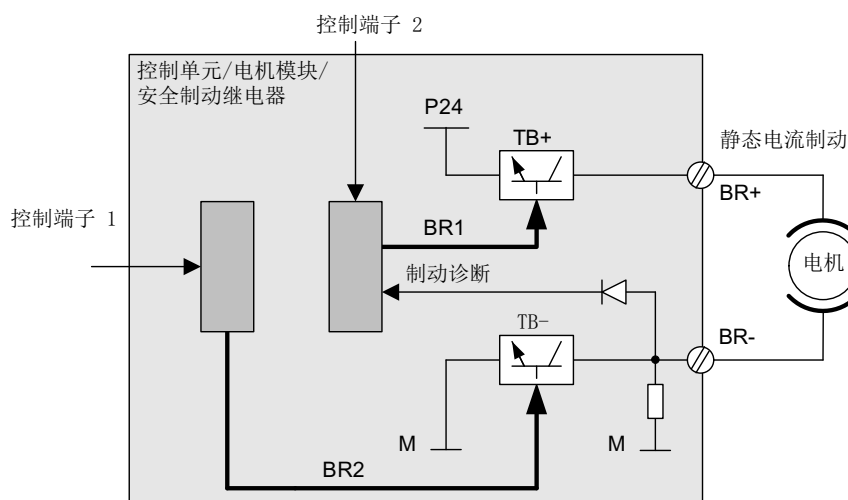 控制端子 2
控制单元/电机模块/
安全制动继电器
P24
TB+
静态电流制动
BR+
控制端子 1
BR1
电机
制动诊断
TB-
BR-
M
M
BR2